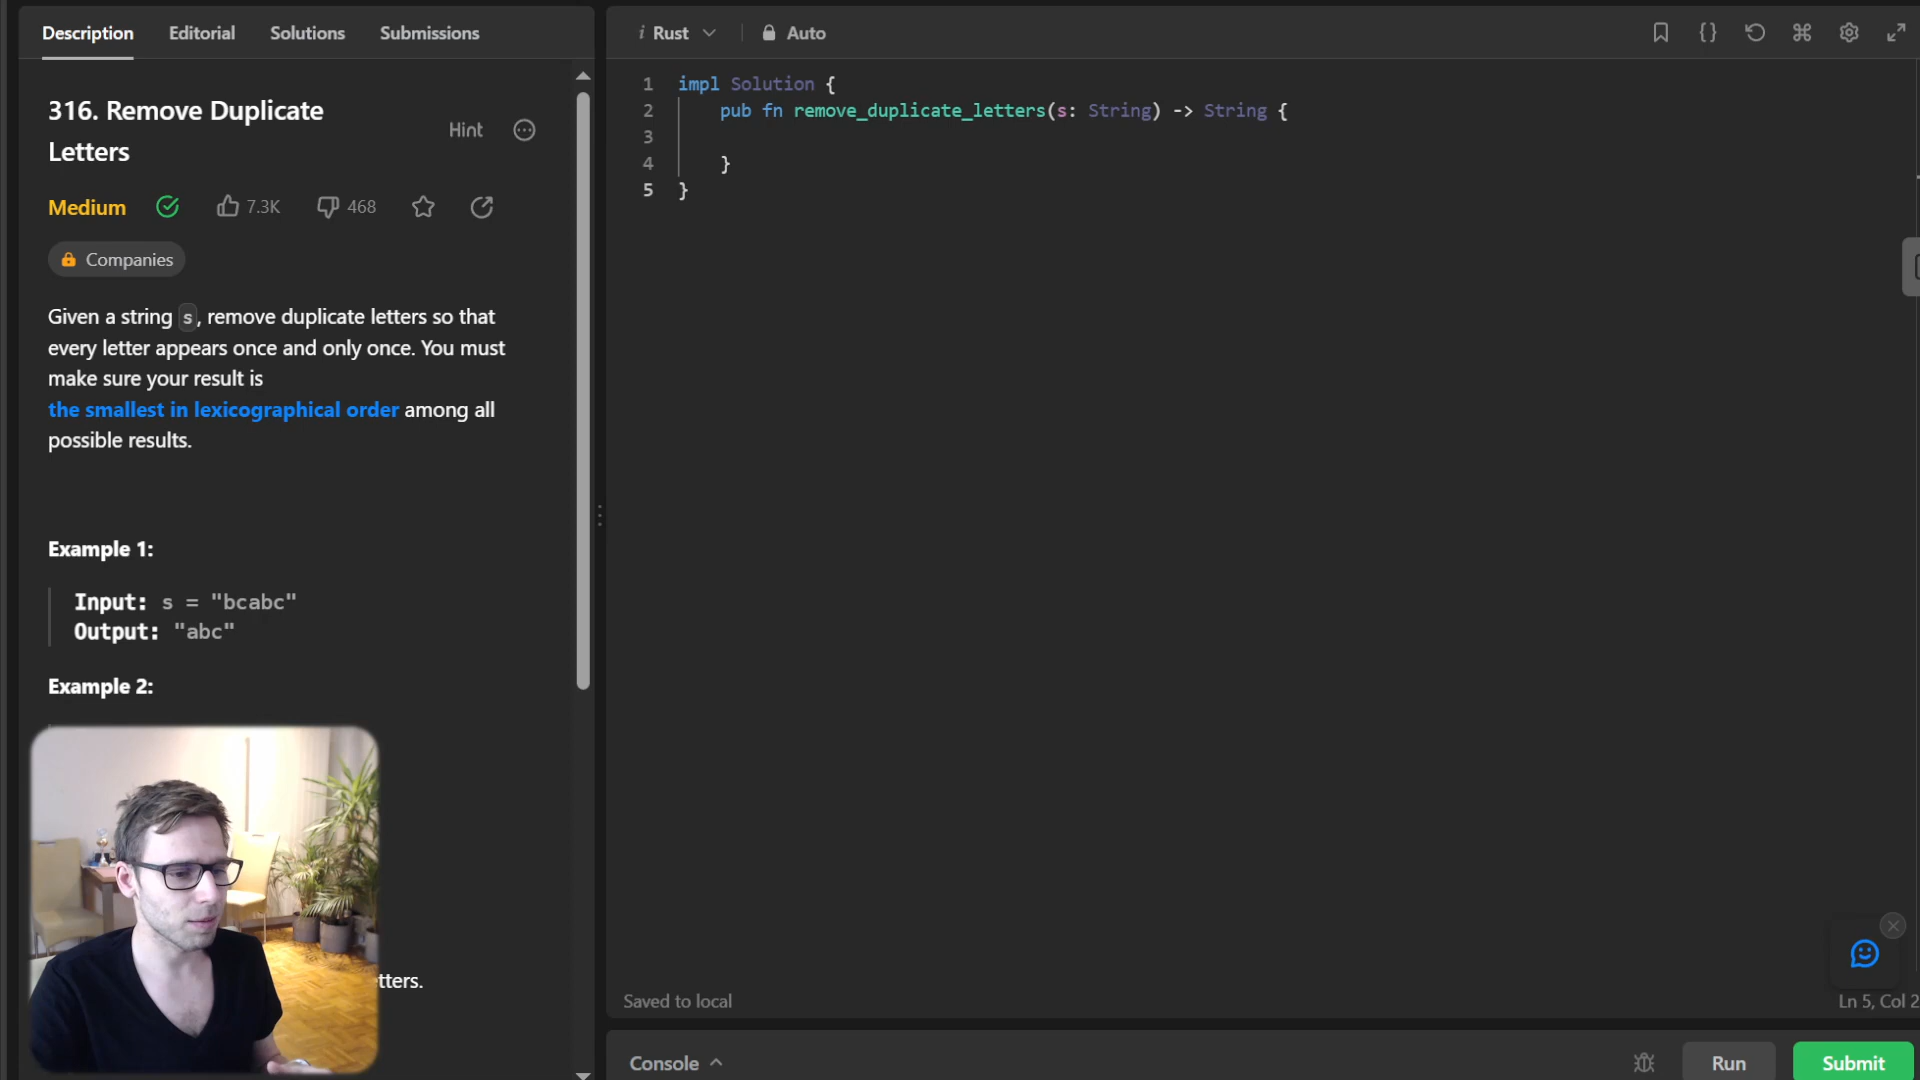 Description Editorial Solutions Submissions
316. Remove Duplicate
Letters
Hint
Medium 7.3K 468
Companies
Given a string s, remove duplicate letters so that
every letter appears once and only once. You must
make sure your result is
the smallest in lexicographical order among all
possible results.
Example 1:
Input: s = "bcabc"
Output: "abc"
Example 2:
tters.
i Rust Auto
1 impl Solution {
2 pub fn remove_duplicate_letters(s: String) -> String {
3
4 }
5 }
Saved to local
Ln 5, Col 2
Console
Run Submit